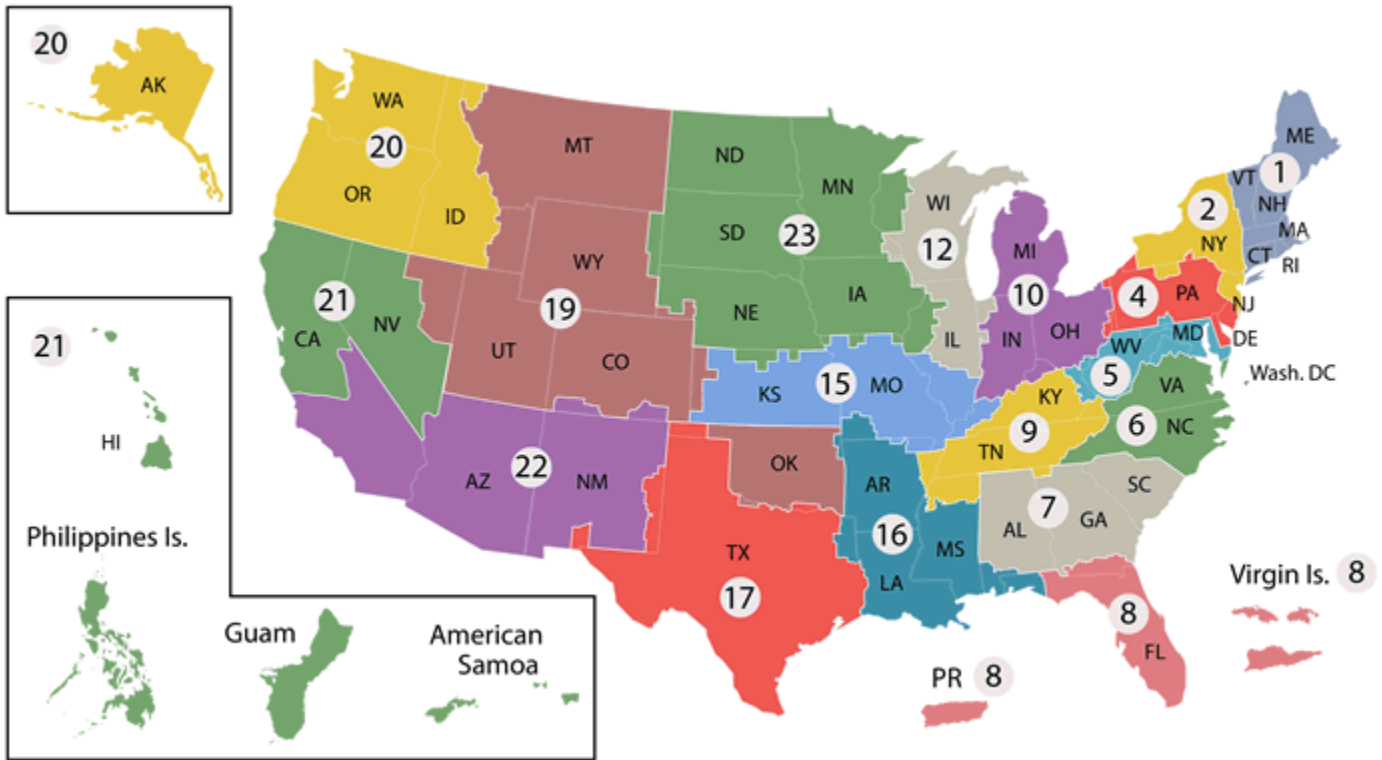 20
AK
WA
20
OR
ID
MT
WY
19
UT
CO
ND
MN
SD
23
NE
IA
WI
12
IL
MI
10
IN
OH
ME
VT
1
NH
MA
CT
RI
2
NY
4
PA
NJ
DE
MD
WV
5
Wash. DC
VA
6
NC
21
CA
NV
KS
15
MO
KY
9
TN
AZ
22
NM
OK
AR
16
MS
LA
SC
7
AL
GA
TX
17
8
FL
Virgin Is. 8
PR 8
21
HI
Philippines Is.
Guam
American
Samoa